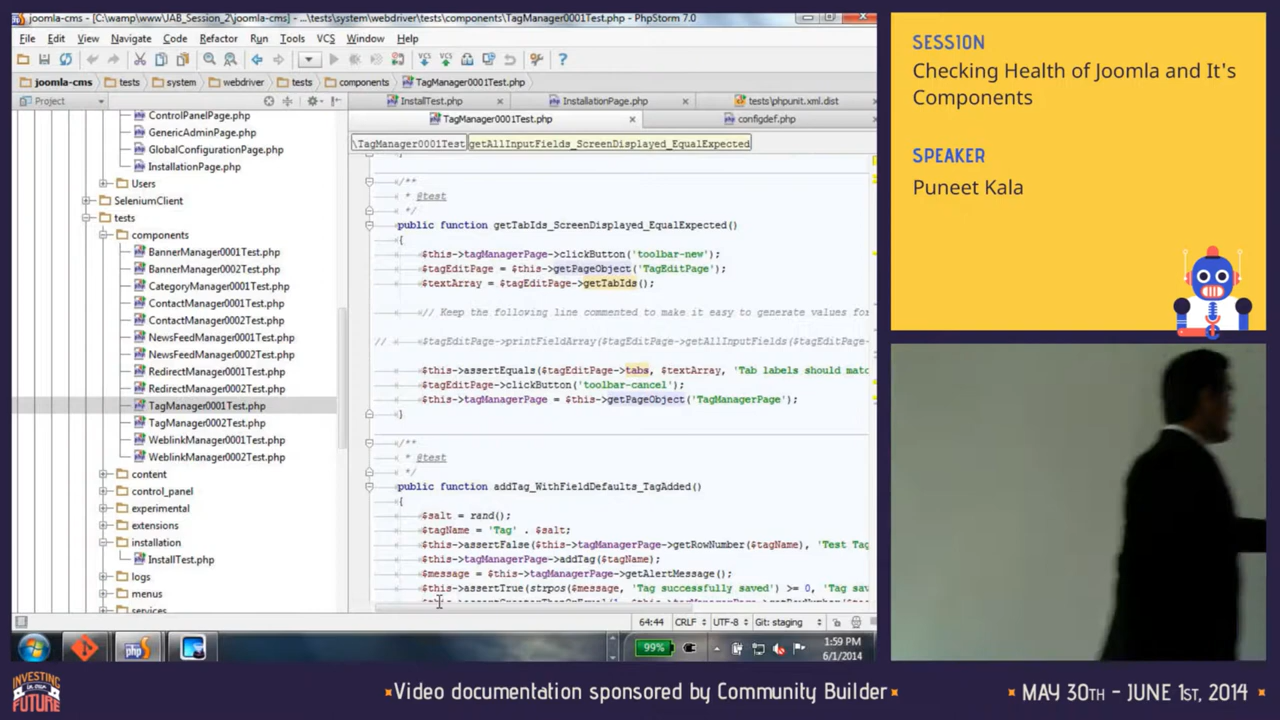 joomla-cms - [C:\wamp\www\JAB_Session_2\joomla-cms] - ...\tests\system\webdriver\tests\components\TagManager0001Test.php - PhpStorm 7.0
File Edit View Navigate Code Refactor Run Tools VCS Window Help
joomla-cms tests system webdriver tests components TagManager0001Test.php
Project
InstallTest.php InstallationPage.php tests\phpunit.xml.dist
TagManager0001Test.php configdef.php
\TagManager0001Test getAllInputFields_ScreenDisplayed_EqualExpected
ControlPanelPage.php
GenericAdminPage.php
GlobalConfigurationPage.php
InstallationPage.php
Users
SeleniumClient
tests
components
BannerManager0001Test.php
BannerManager0002Test.php
CategoryManager0001Test.php
ContactManager0001Test.php
ContactManager0002Test.php
NewsFeedManager0001Test.php
NewsFeedManager0002Test.php
RedirectManager0001Test.php
RedirectManager0002Test.php
TagManager0001Test.php
TagManager0002Test.php
WeblinkManager0001Test.php
WeblinkManager0002Test.php
content
control_panel
experimental
extensions
installation
InstallTest.php
logs
menus
services
/**
* @test
*/
public function getTabIds_ScreenDisplayed_EqualExpected()
{
$this->tagManagerPage->clickButton('toolbar-new');
$tagEditPage = $this->getPageObject('TagEditPage');
$textArray = $tagEditPage->getTabIds();
// Keep the following line commented to make it easy to generate values for
// $tagEditPage->printFieldArray($tagEditPage->getAllInputFields($tagEditPage-
$this->assertEquals($tagEditPage->tabs, $textArray, 'Tab labels should matc
$tagEditPage->clickButton('toolbar-cancel');
$this->tagManagerPage = $this->getPageObject('TagManagerPage');
}
/**
* @test
*/
public function addTag_WithFieldDefaults_TagAdded()
{
$salt = rand();
$tagName = 'Tag' . $salt;
$this->assertFalse($this->tagManagerPage->getRowNumber($tagName), 'Test Tag
$this->tagManagerPage->addTag($tagName);
$message = $this->tagManagerPage->getAlertMessage();
$this->assertTrue(strpos($message, 'Tag successfully saved') >= 0, 'Tag sav
64:44 CRLF UTF-8 Git: staging
php
99%
1:59 PM
6/1/2014
SESSION
Checking Health of Joomla and It's
Components
SPEAKER
Puneet Kala
INVESTING
IN OUR
FUTURE
Video documentation sponsored by Community Builder
MAY 30TH - JUNE 1ST, 2014